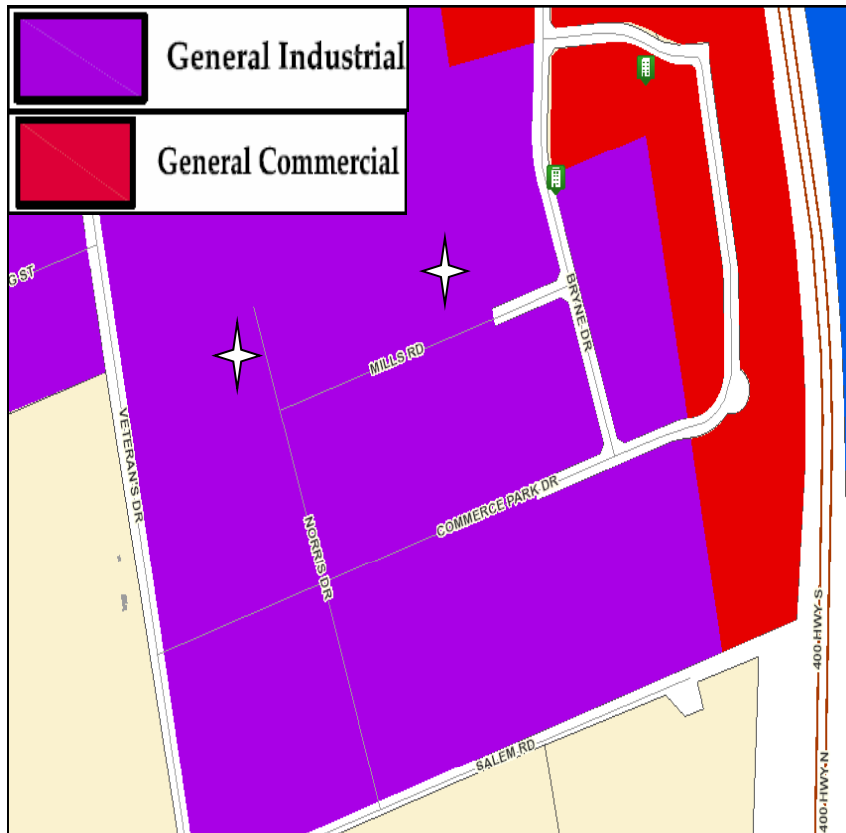 General Industrial
General Commercial
G ST
BRYNE DR
MILLS RD
VETERAN'S DR
COMMERCE PARK DR
NORRIS DR
400 HWY S
SALEM RD
400 HWY N